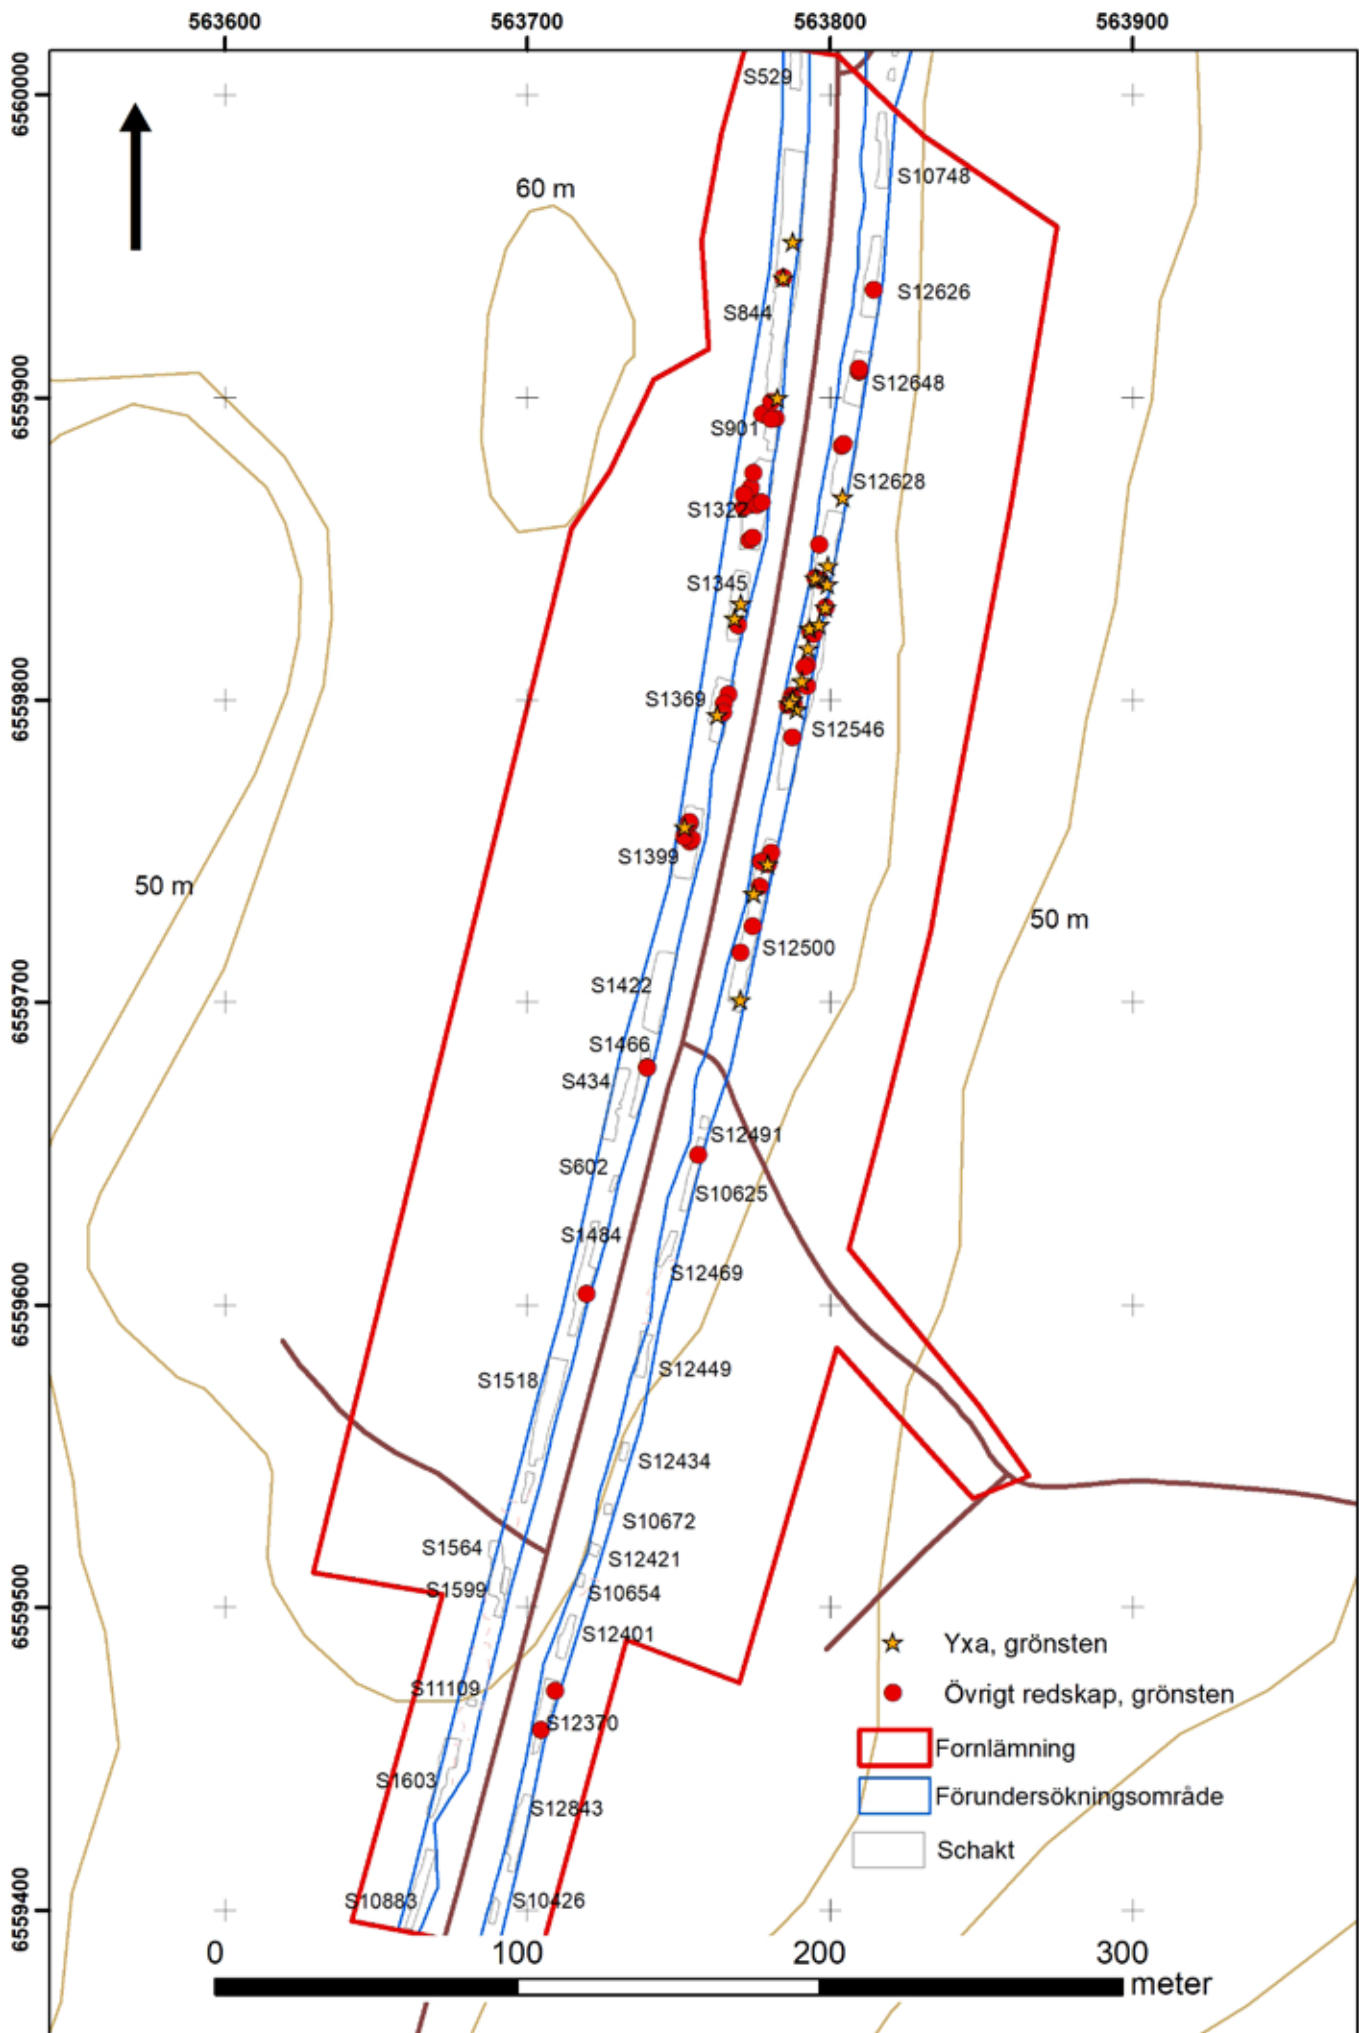 563600 563700 563800 563900
6560000
6559900
6559800
6559700
6559600
6559500
6559400
60 m
50 m
50 m
S529
S10748
S12626
S844
S12648
S901
S12628
S1322
S1345
S1369
S12546
S1399
S12500
S1422
S1466
S434
S12491
S602
S10625
S1484
S12469
S12449
S1518
S12434
S10672
S1564
S12421
S1599
S10654
S12401
S11109
S12370
S1603
S12843
S10883
S10426
Yxa, grönsten
Övrigt redskap, grönsten
Fornlämning
Förundersökningsområde
Schakt
0 100 200 300
meter